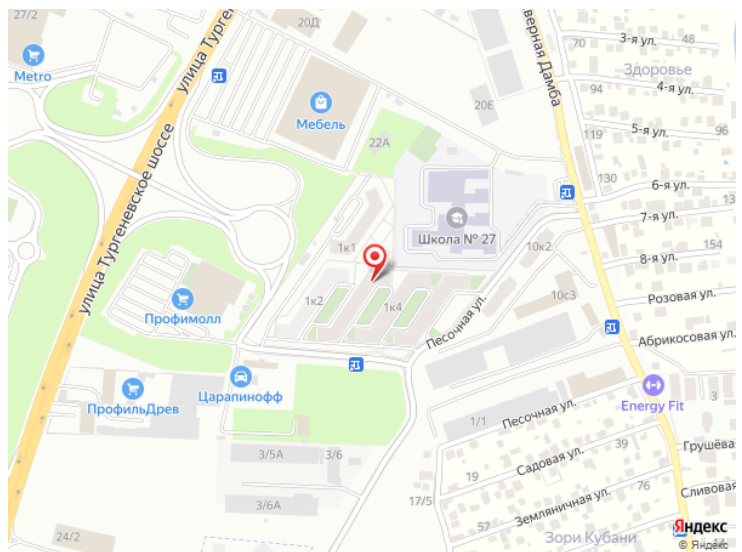 27/2
20Д
Metro
улица Тургеневское шоссе
улица Тург
Мебель
22А
20Е
верная Дамба
70
3-я ул.
48
Здоровье
94
4-я ул.
119
5-я ул.
96
130
6-я ул.
13
7-я ул.
Школа № 27
10к2
8-я ул.
154
1к1
1к2
1к4
Песочная ул.
10с3
Розовая ул.
Абрикосовая ул.
Профимолл
Царапинофф
ПрофильДрев
Energy Fit
3
Песочная ул.
1/1
Грушёва
39
Садовая ул.
19
3/5А
3/6
3/6А
17/5
76
Земляничная ул.
57
Сливовая
Зори Кубани
24/2
44
Яндекс
© Яндекс